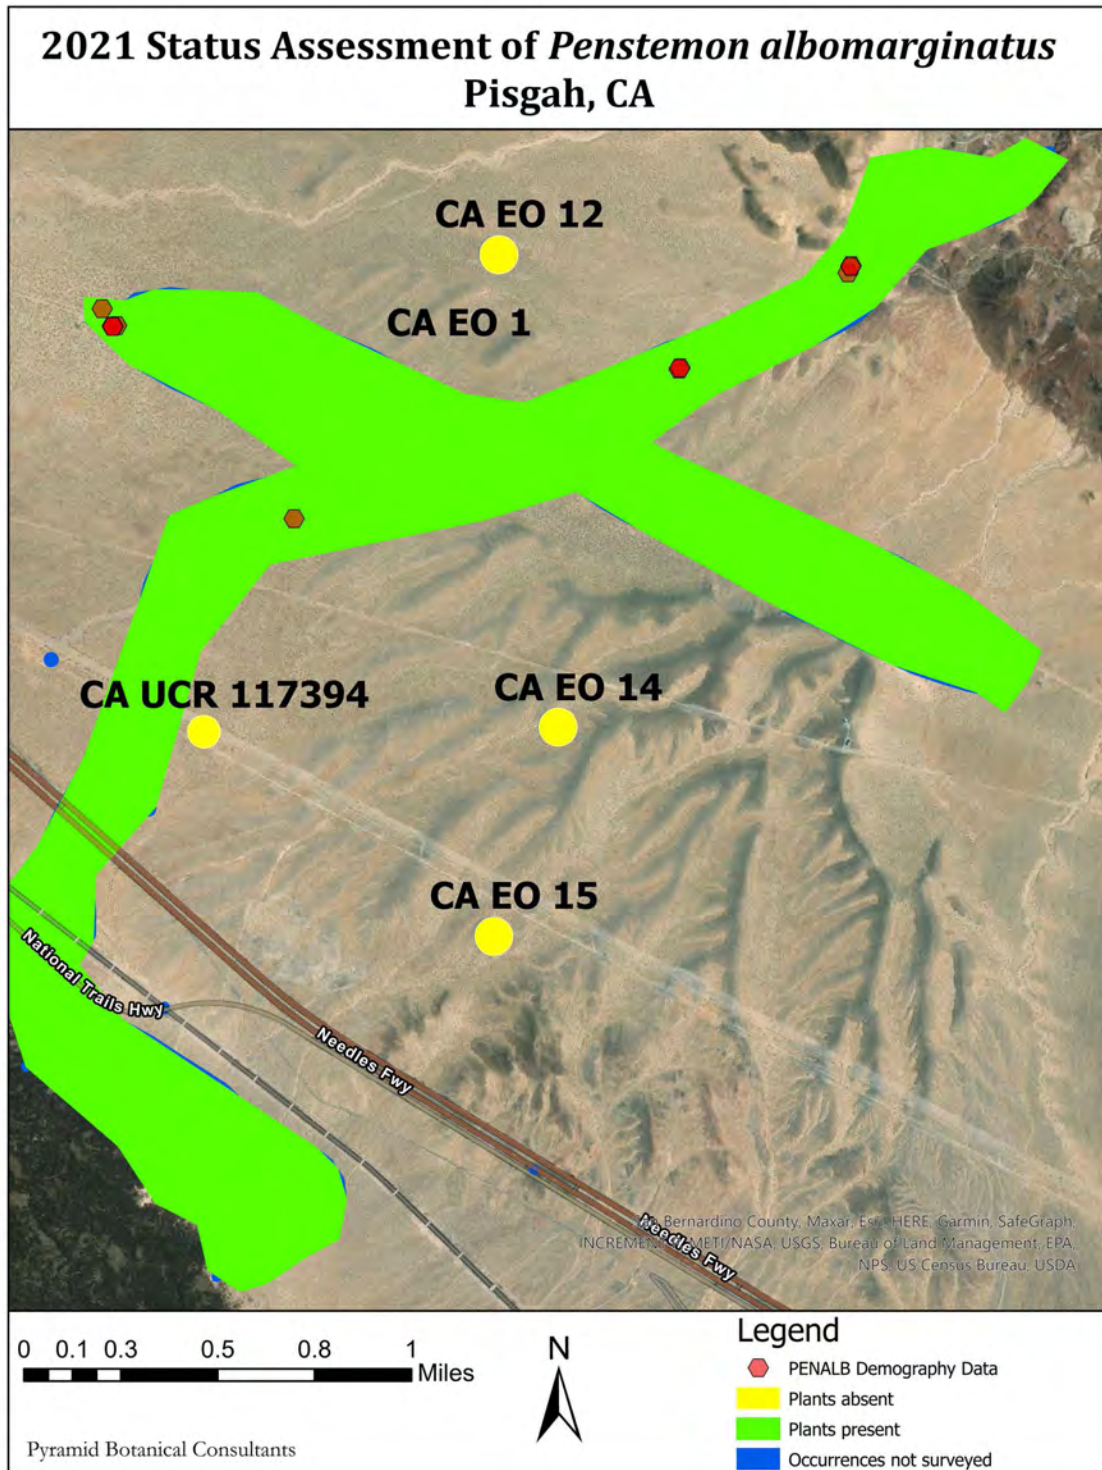 2021 Status Assessment of Penstemon albomarginatus
Pisgah, CA
CA EO 12
CA EO 1
CA UCR 117394
CA EO 14
CA EO 15
National Trails Hwy
Needles Fwy
Needles Fwy
Bernardino County, Maxar, Esri, HERE, Garmin, SafeGraph,
METI/NASA, USGS, Bureau of Land Management, EPA,
NPS, US Census Bureau, USDA
0 0.1 0.3 0.5 0.8 1
Miles
N
Pyramid Botanical Consultants
Legend
PENALB Demography Data
Plants absent
Plants present
Occurrences not surveyed